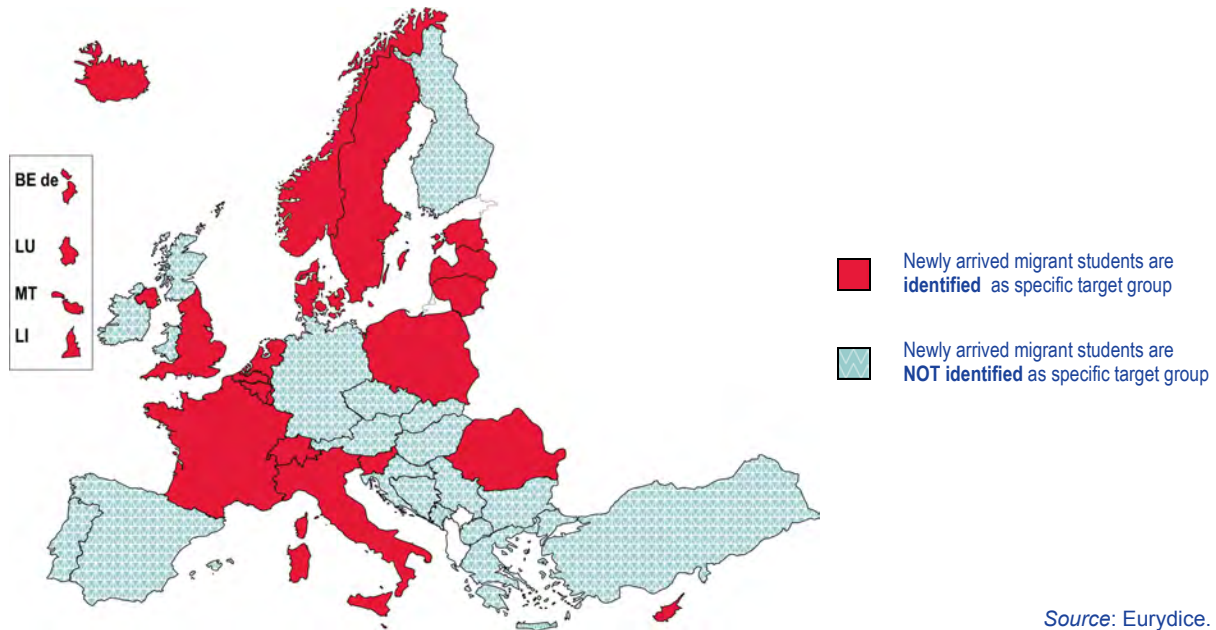 BE de
LU
MT
LI
Newly arrived migrant students are
identified as specific target group
Newly arrived migrant students are
NOT identified as specific target group
Source: Eurydice.